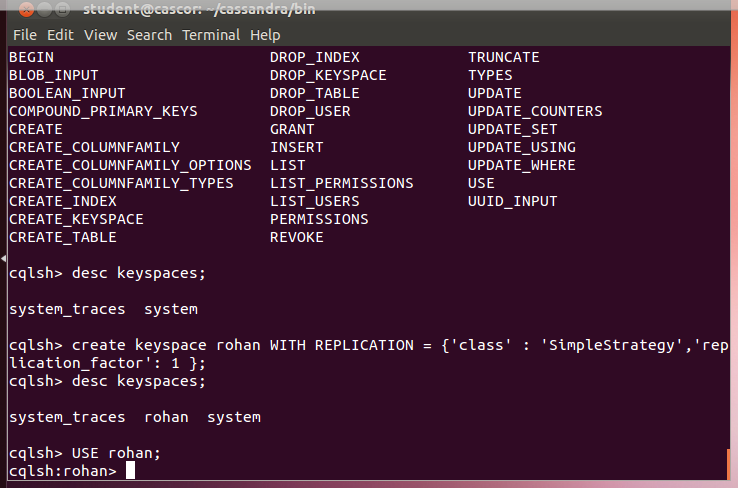 student@cascor: ~/cassandra/bin
File Edit View Search Terminal Help
BEGIN DROP_INDEX TRUNCATE
BLOB_INPUT DROP_KEYSPACE TYPES
BOOLEAN_INPUT DROP_TABLE UPDATE
COMPOUND_PRIMARY_KEYS DROP_USER UPDATE_COUNTERS
CREATE GRANT UPDATE_SET
CREATE_COLUMNFAMILY INSERT UPDATE_USING
CREATE_COLUMNFAMILY_OPTIONS LIST UPDATE_WHERE
CREATE_COLUMNFAMILY_TYPES LIST_PERMISSIONS USE
CREATE_INDEX LIST_USERS UUID_INPUT
CREATE_KEYSPACE PERMISSIONS
CREATE_TABLE REVOKE
cqlsh> desc keyspaces;
system_traces system
cqlsh> create keyspace rohan WITH REPLICATION = {'class' : 'SimpleStrategy','rep
lication_factor': 1 };
cqlsh> desc keyspaces;
system_traces rohan system
cqlsh> USE rohan;
cqlsh:rohan>